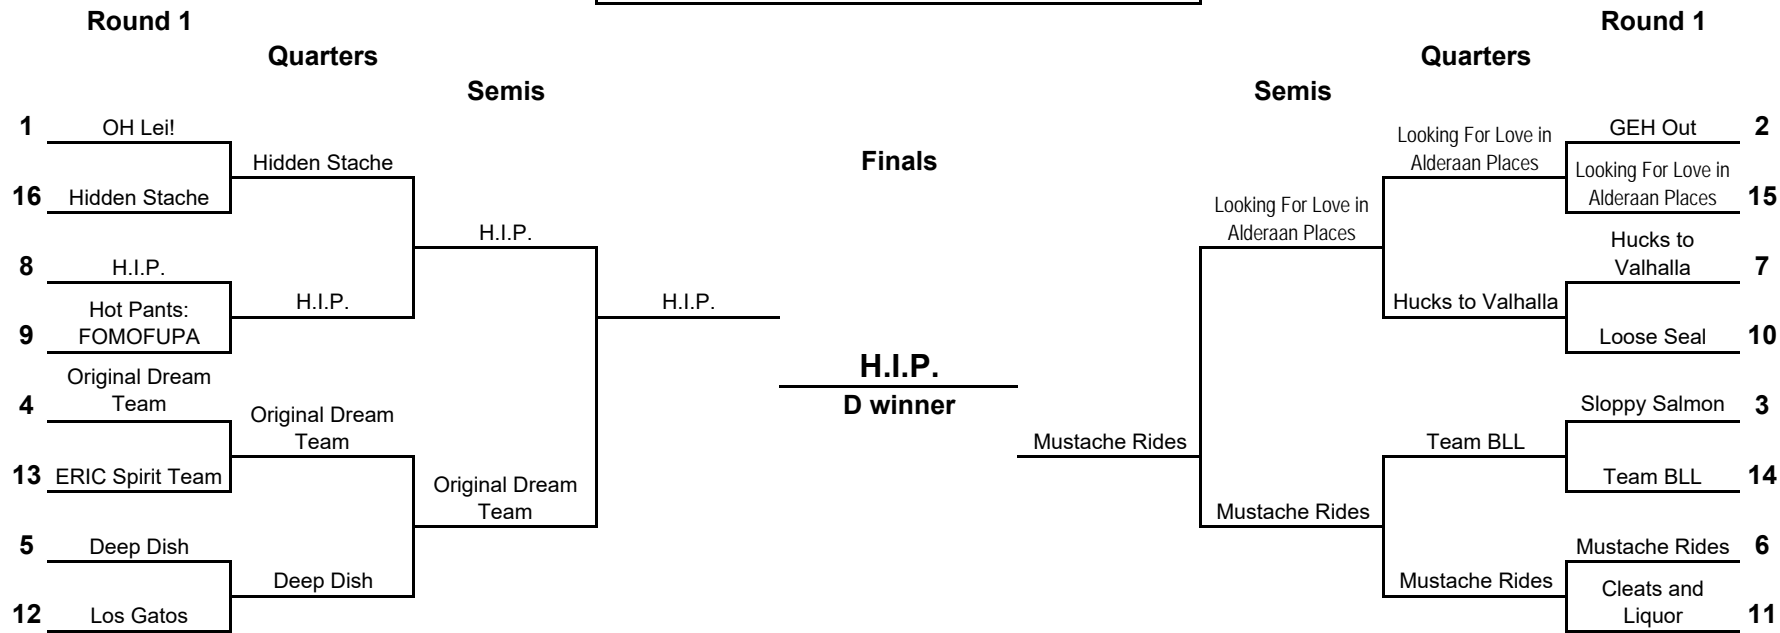 Round 1
Round 1
Quarters
Quarters
Semis
Semis
Finals
1
OH Lei!
Hidden Stache
16
Hidden Stache
H.I.P.
8
H.I.P.
Hot Pants:
FOMOFUPA
9
H.I.P.
H.I.P.
Original Dream
Team
4
Original Dream
Team
13
ERIC Spirit Team
Original Dream
Team
5
Deep Dish
Deep Dish
12
Los Gatos
H.I.P.
D winner
Mustache Rides
Looking For Love in
Alderaan Places
Mustache Rides
Looking For Love in
Alderaan Places
Hucks to Valhalla
Team BLL
Mustache Rides
GEH Out
2
Looking For Love in
Alderaan Places
15
Hucks to
Valhalla
7
Loose Seal
10
Sloppy Salmon
3
Team BLL
14
Mustache Rides
6
Cleats and
Liquor
11